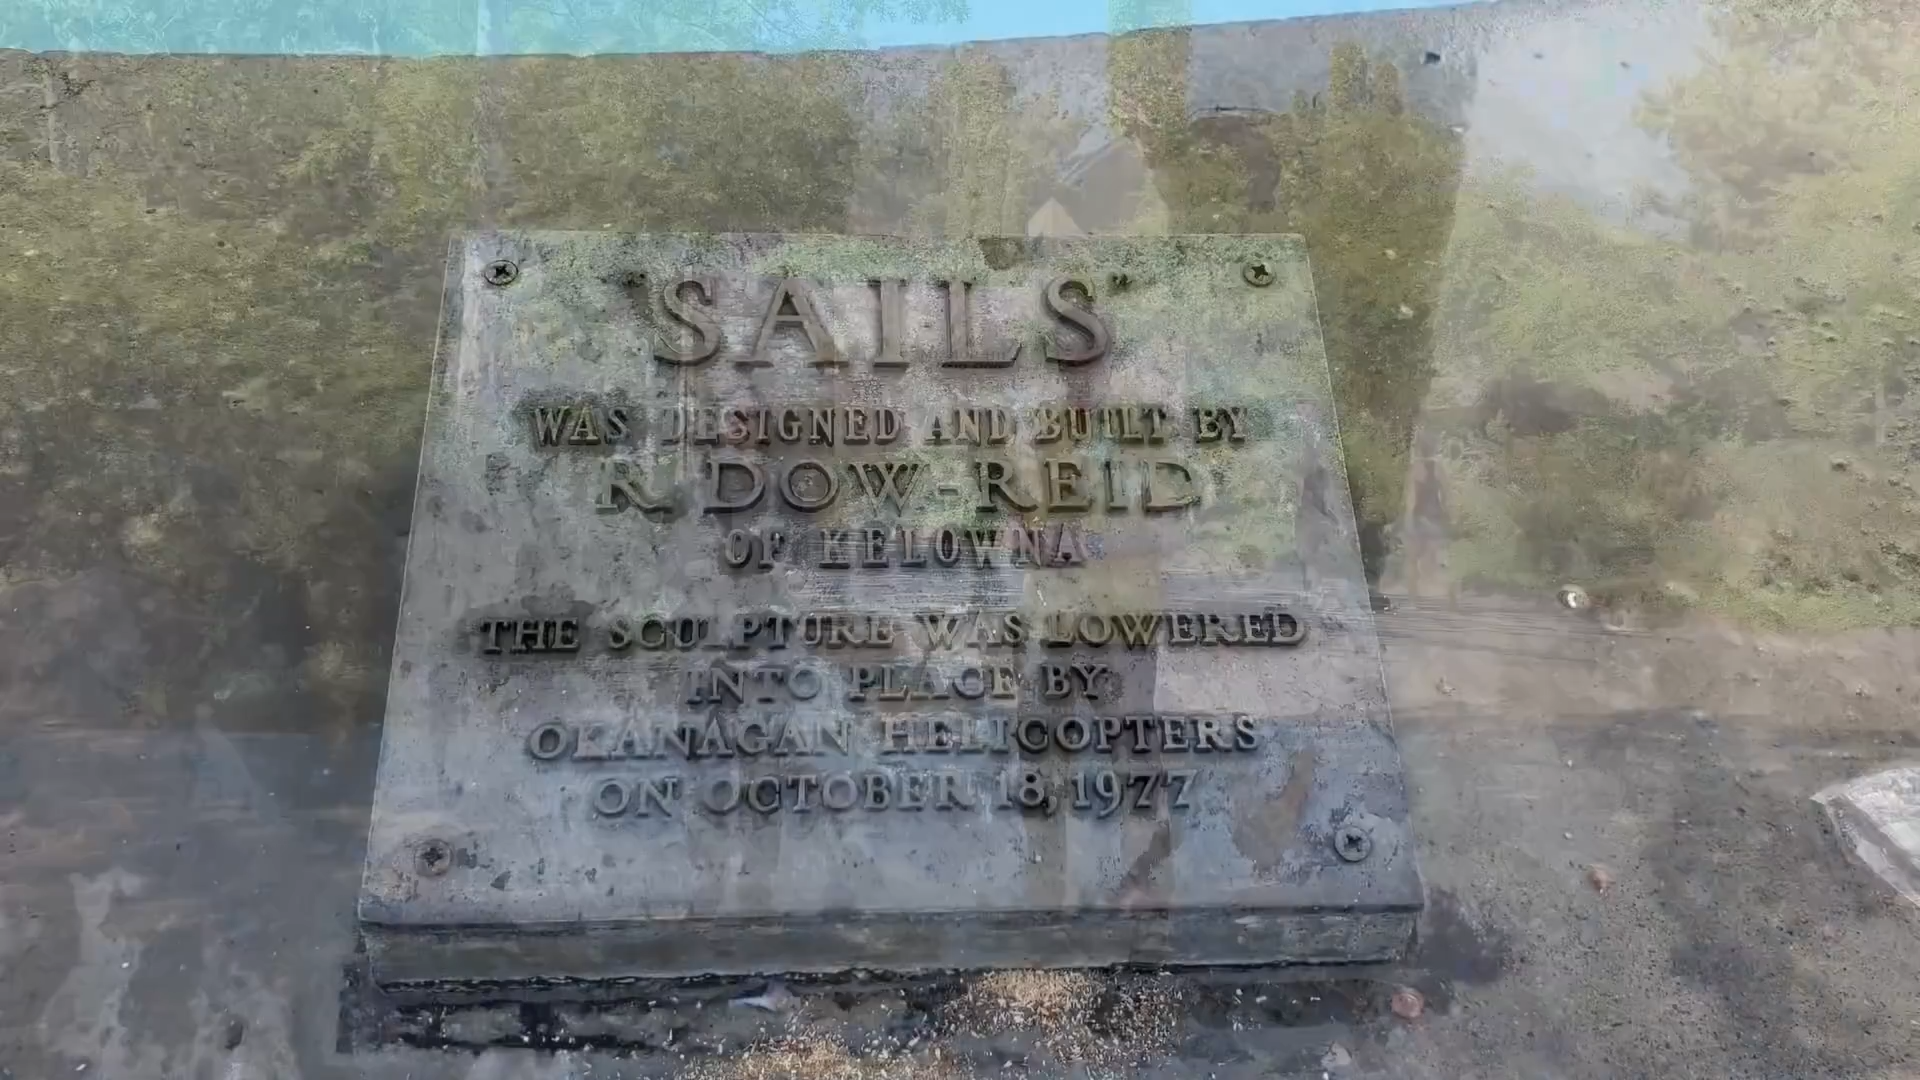 "SAILS"
WAS DESIGNED AND BUILT BY
R. DOW-REID
OF KELOWNA
THE SCULPTURE WAS LOWERED
INTO PLACE BY
OKANAGAN HELICOPTERS
ON OCTOBER 18, 1977